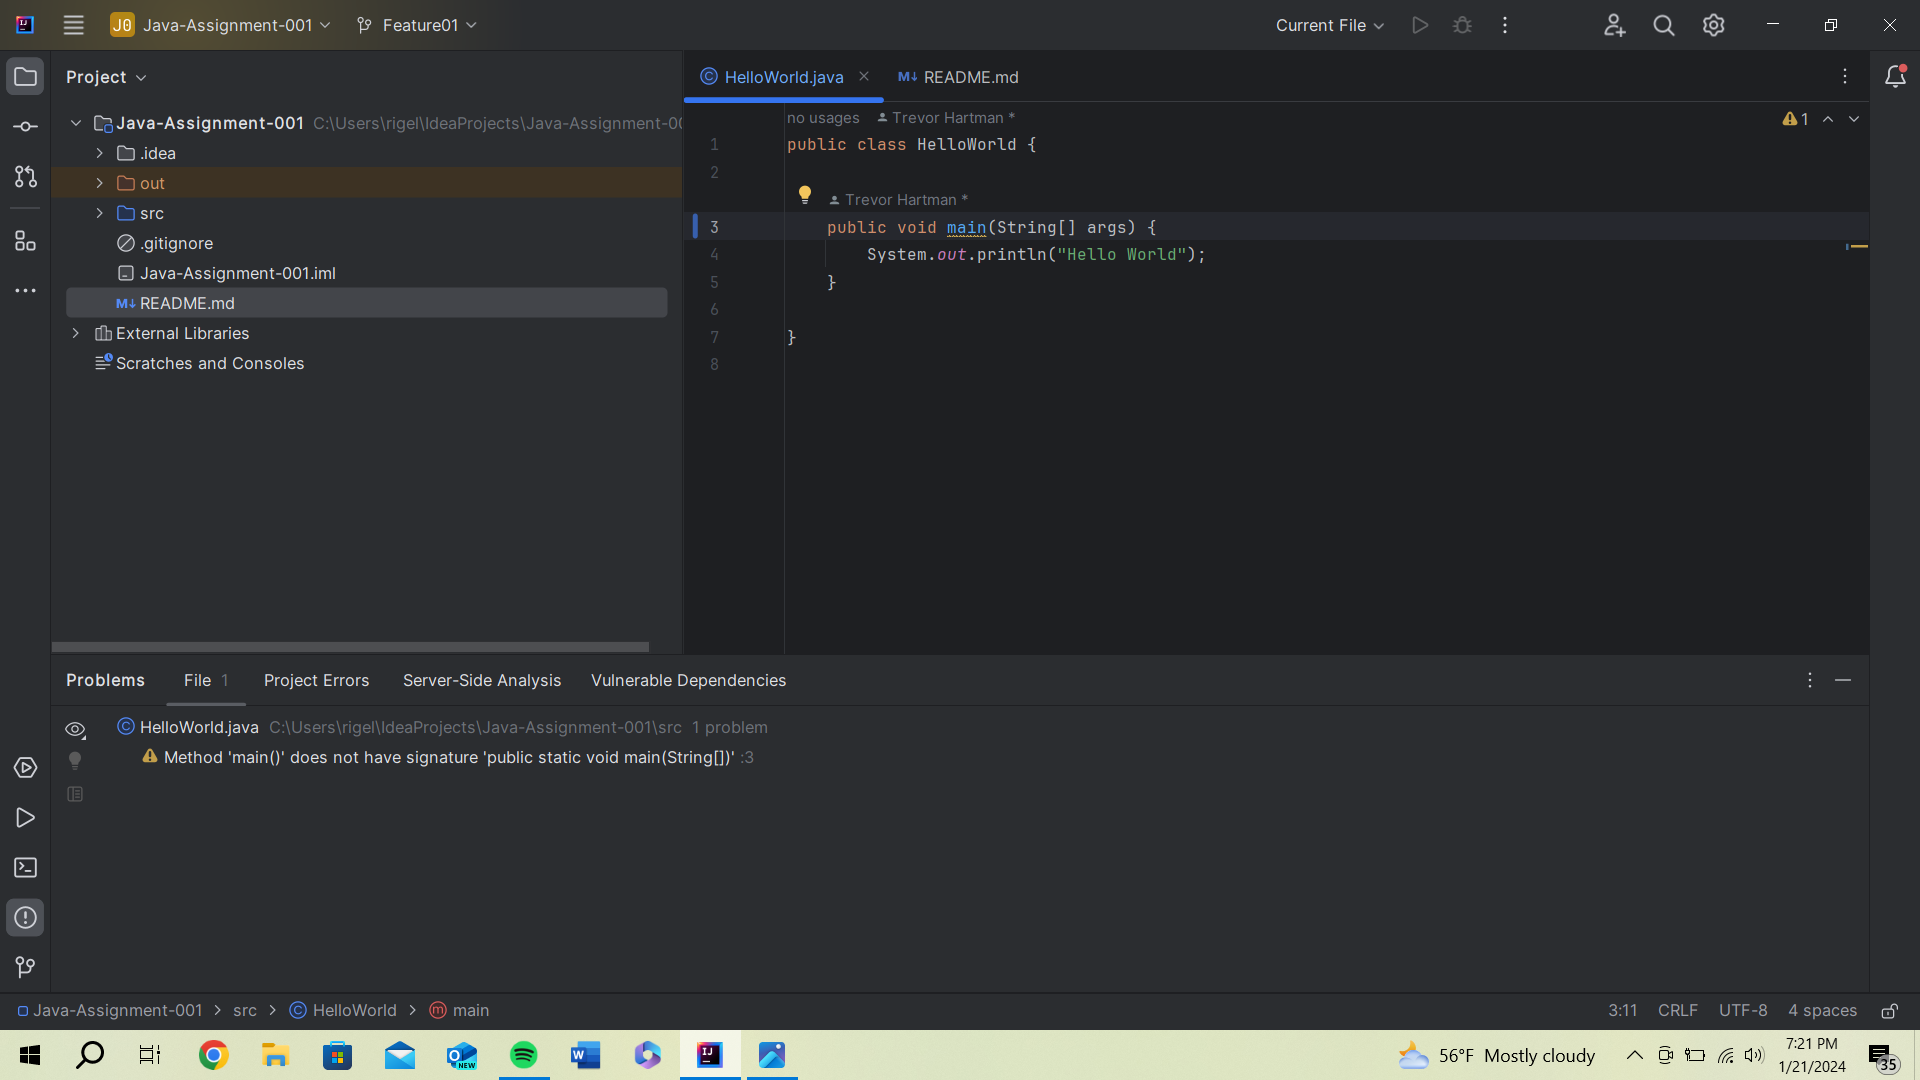 J0 Java-Assignment-001 Feature01 Current File
Project
Java-Assignment-001 C:\Users\rigel\IdeaProjects\Java-Assignment-00
.idea
out
src
.gitignore
Java-Assignment-001.iml
M↓ README.md
External Libraries
Scratches and Consoles
HelloWorld.java M↓ README.md
no usages Trevor Hartman *
1 public class HelloWorld {
2
Trevor Hartman *
3 public void main(String[] args) {
4 System.out.println("Hello World");
5 }
6
7 }
8
1
Problems File 1 Project Errors Server-Side Analysis Vulnerable Dependencies
HelloWorld.java C:\Users\rigel\IdeaProjects\Java-Assignment-001\src 1 problem
Method 'main()' does not have signature 'public static void main(String[])' :3
Java-Assignment-001 > src > HelloWorld > main
3:11 CRLF UTF-8 4 spaces
56°F Mostly cloudy
7:21 PM
1/21/2024
35
NEW